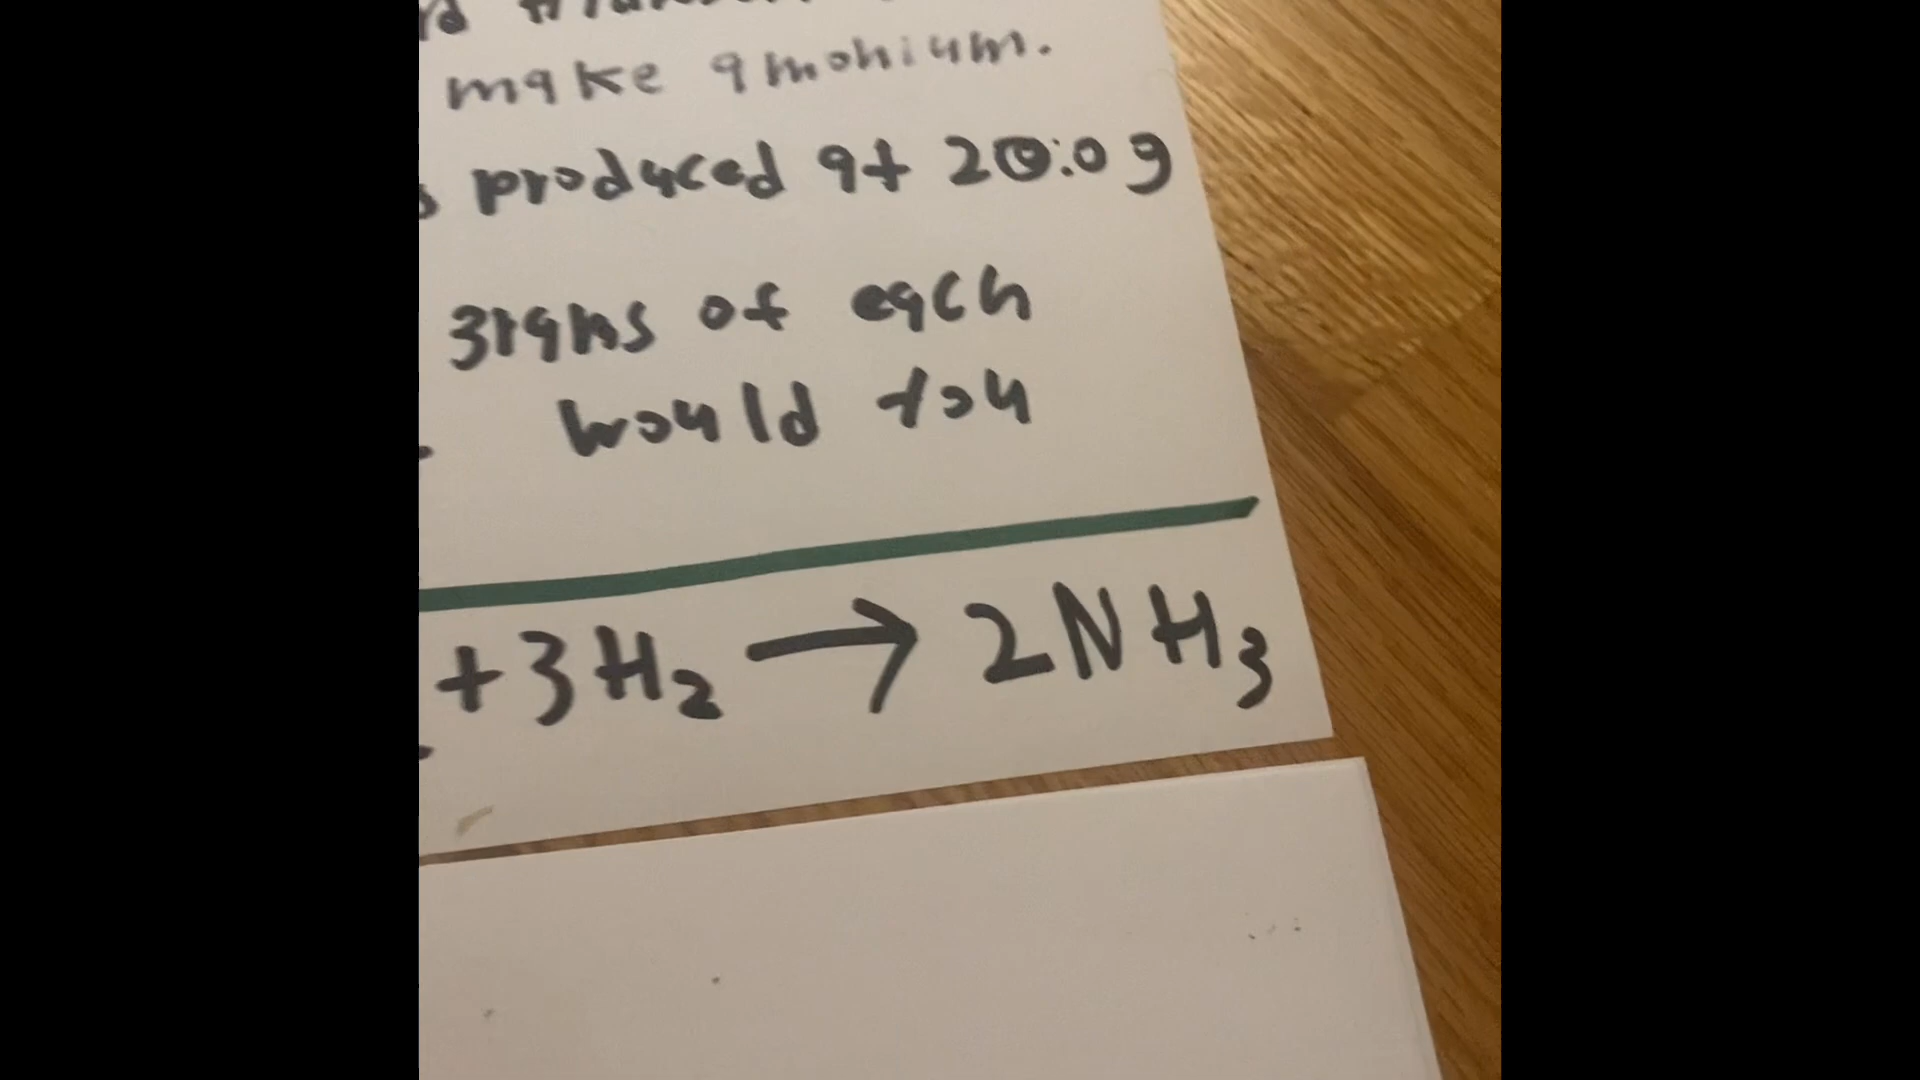 make amonium.
produced at 20.0 g
grams of each
would you
+3H₂ → 2NH₃